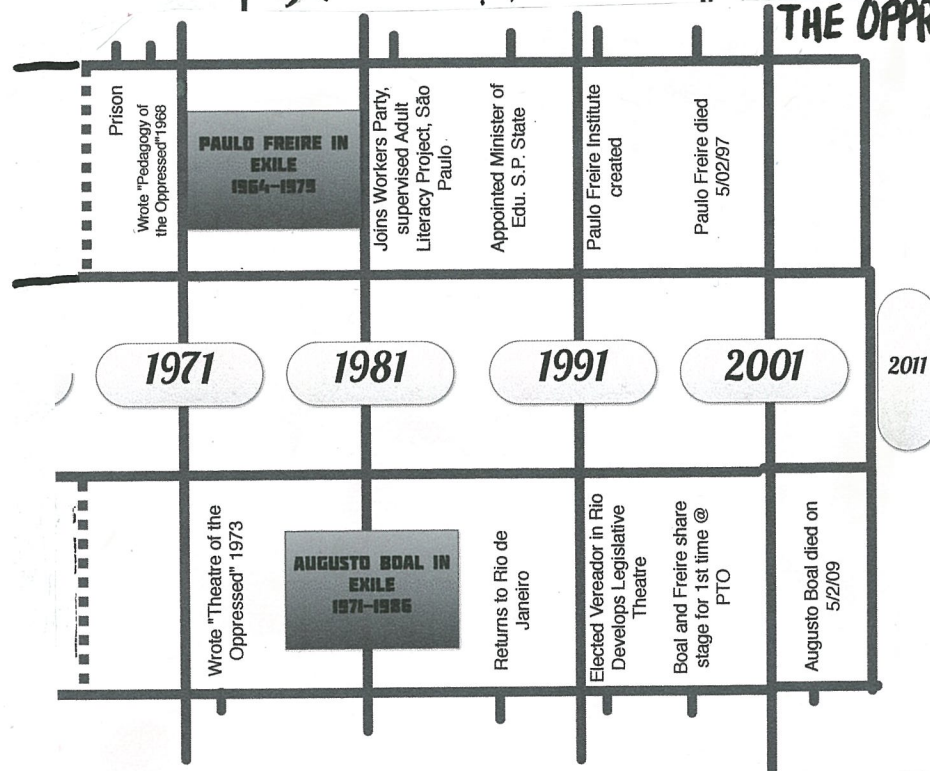 THE OPPR
Prison
Wrote "Pedagogy of
the Oppressed"1968
PAULO FREIRE IN
EXILE
1964–1979
Joins Workers Party,
supervised Adult
Literacy Project, São
Paulo
Appointed Minister of
Edu. S.P. State
Paulo Freire Institute
created
Paulo Freire died
5/02/97
1971
1981
1991
2001
2011
Wrote "Theatre of the
Oppressed" 1973
AUGUSTO BOAL IN
EXILE
1971–1986
Returns to Rio de
Janeiro
Elected Vereador in Rio
Develops Legislative
Theatre
Boal and Freire share
stage for 1st time @
PTO
Augusto Boal died on
5/2/09